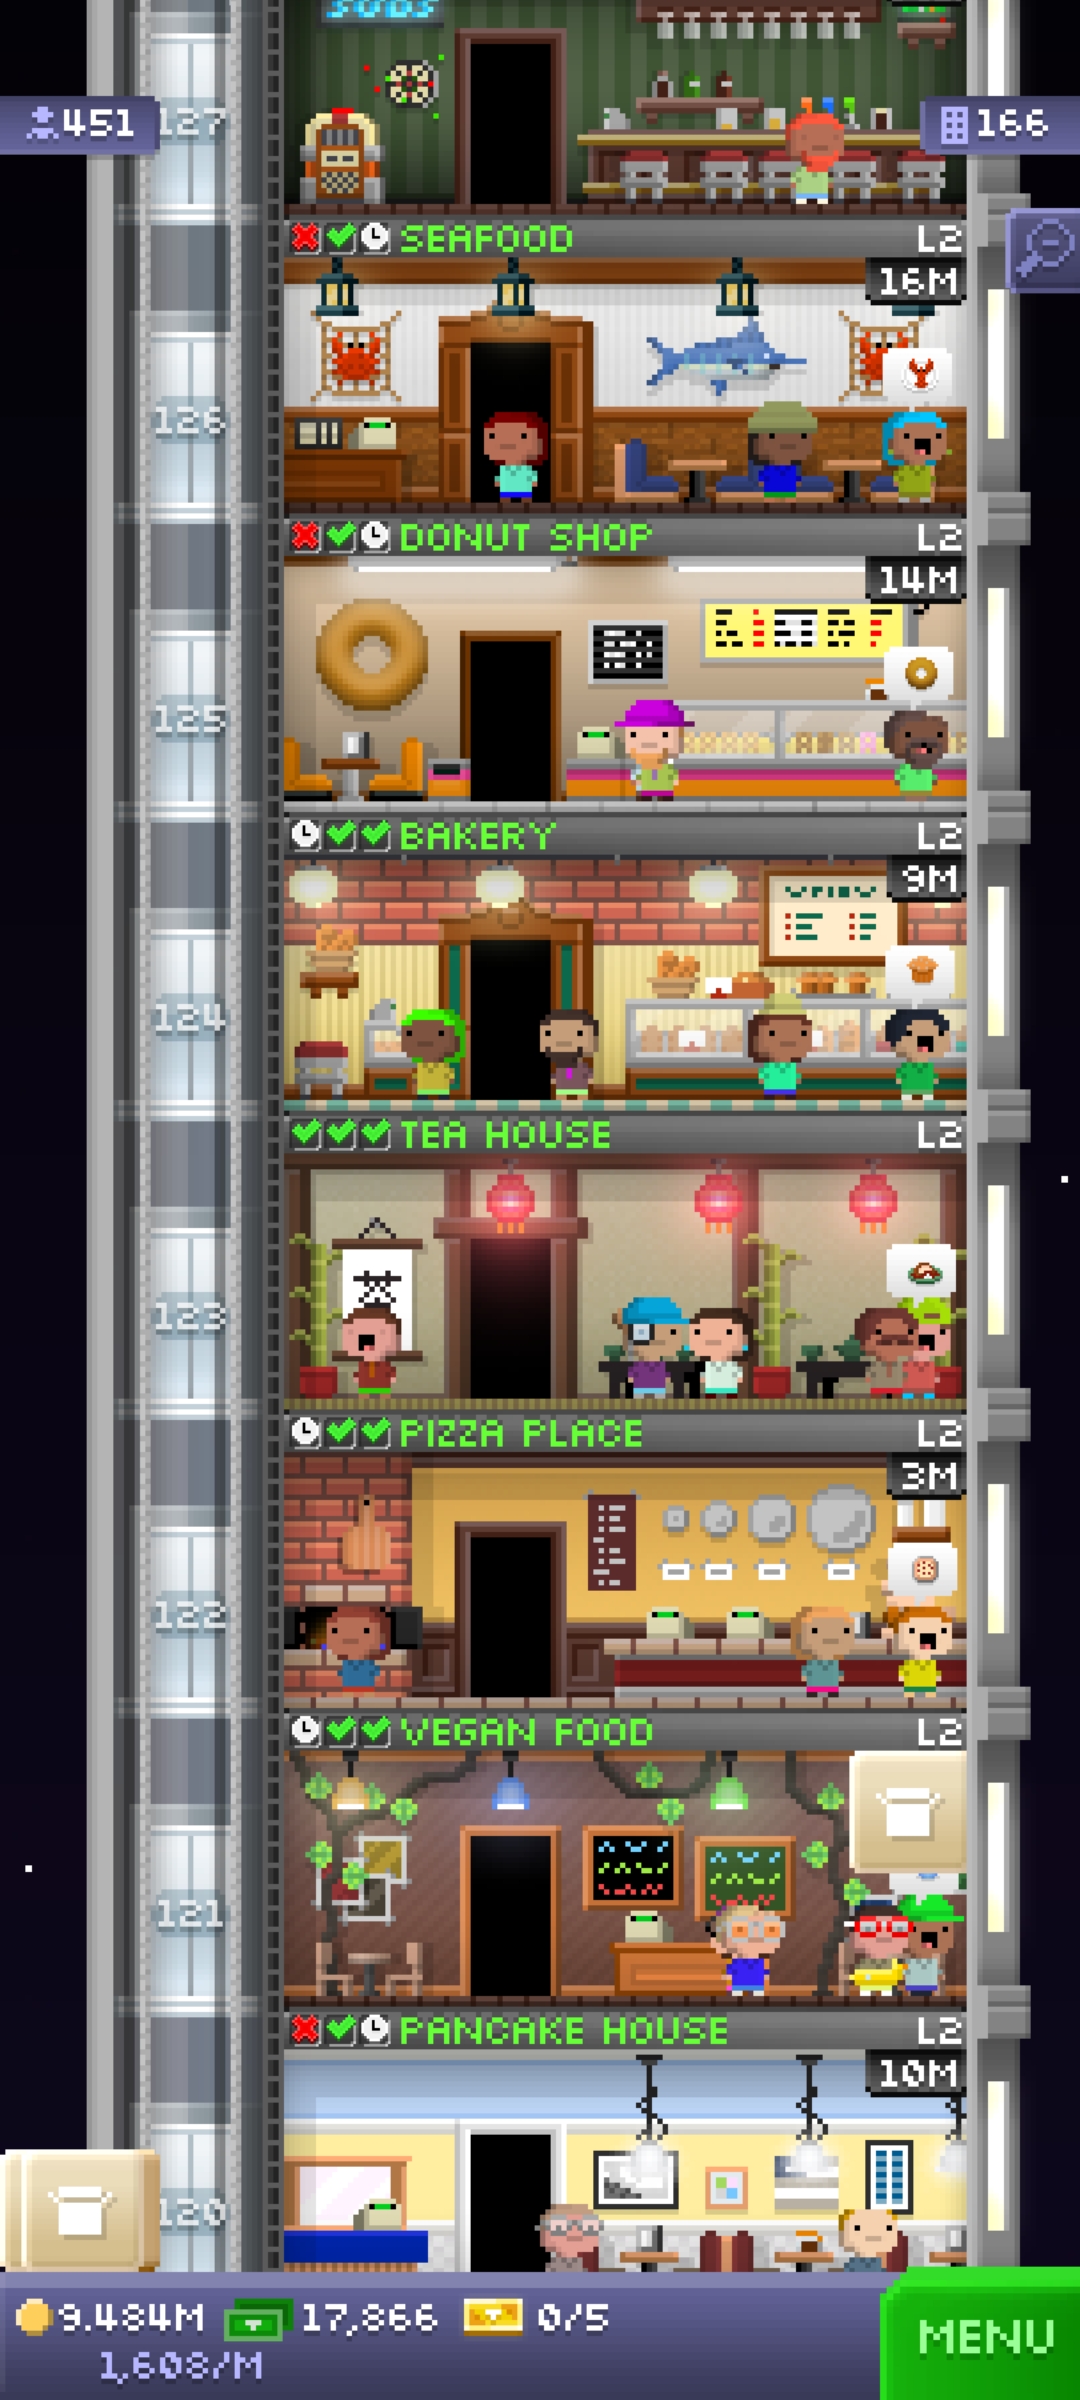 SUDS
127
451
166
SEAFOOD L2
16M
126
DONUT SHOP L2
14M
125
BAKERY L2
9M
124
TEA HOUSE L2
123
PIZZA PLACE L2
3M
122
VEGAN FOOD L2
121
PANCAKE HOUSE L2
10M
120
9.484M 17,866 0/5
1,608/M
MENU